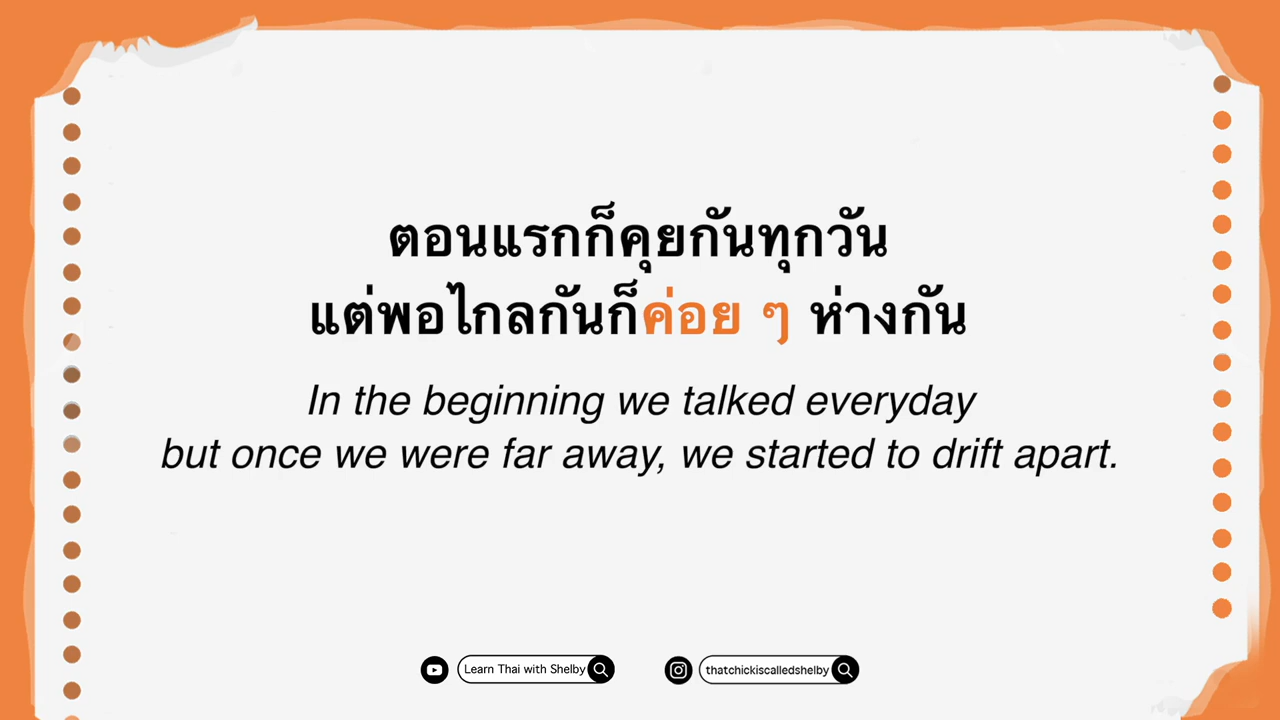 ตอนแรกก็คุยกันทุกวัน
แต่พอไกลกันก็ค่อย ๆ ห่างกัน
In the beginning we talked everyday
but once we were far away, we started to drift apart.
Learn Thai with Shelby
thatchickiscalledshelby